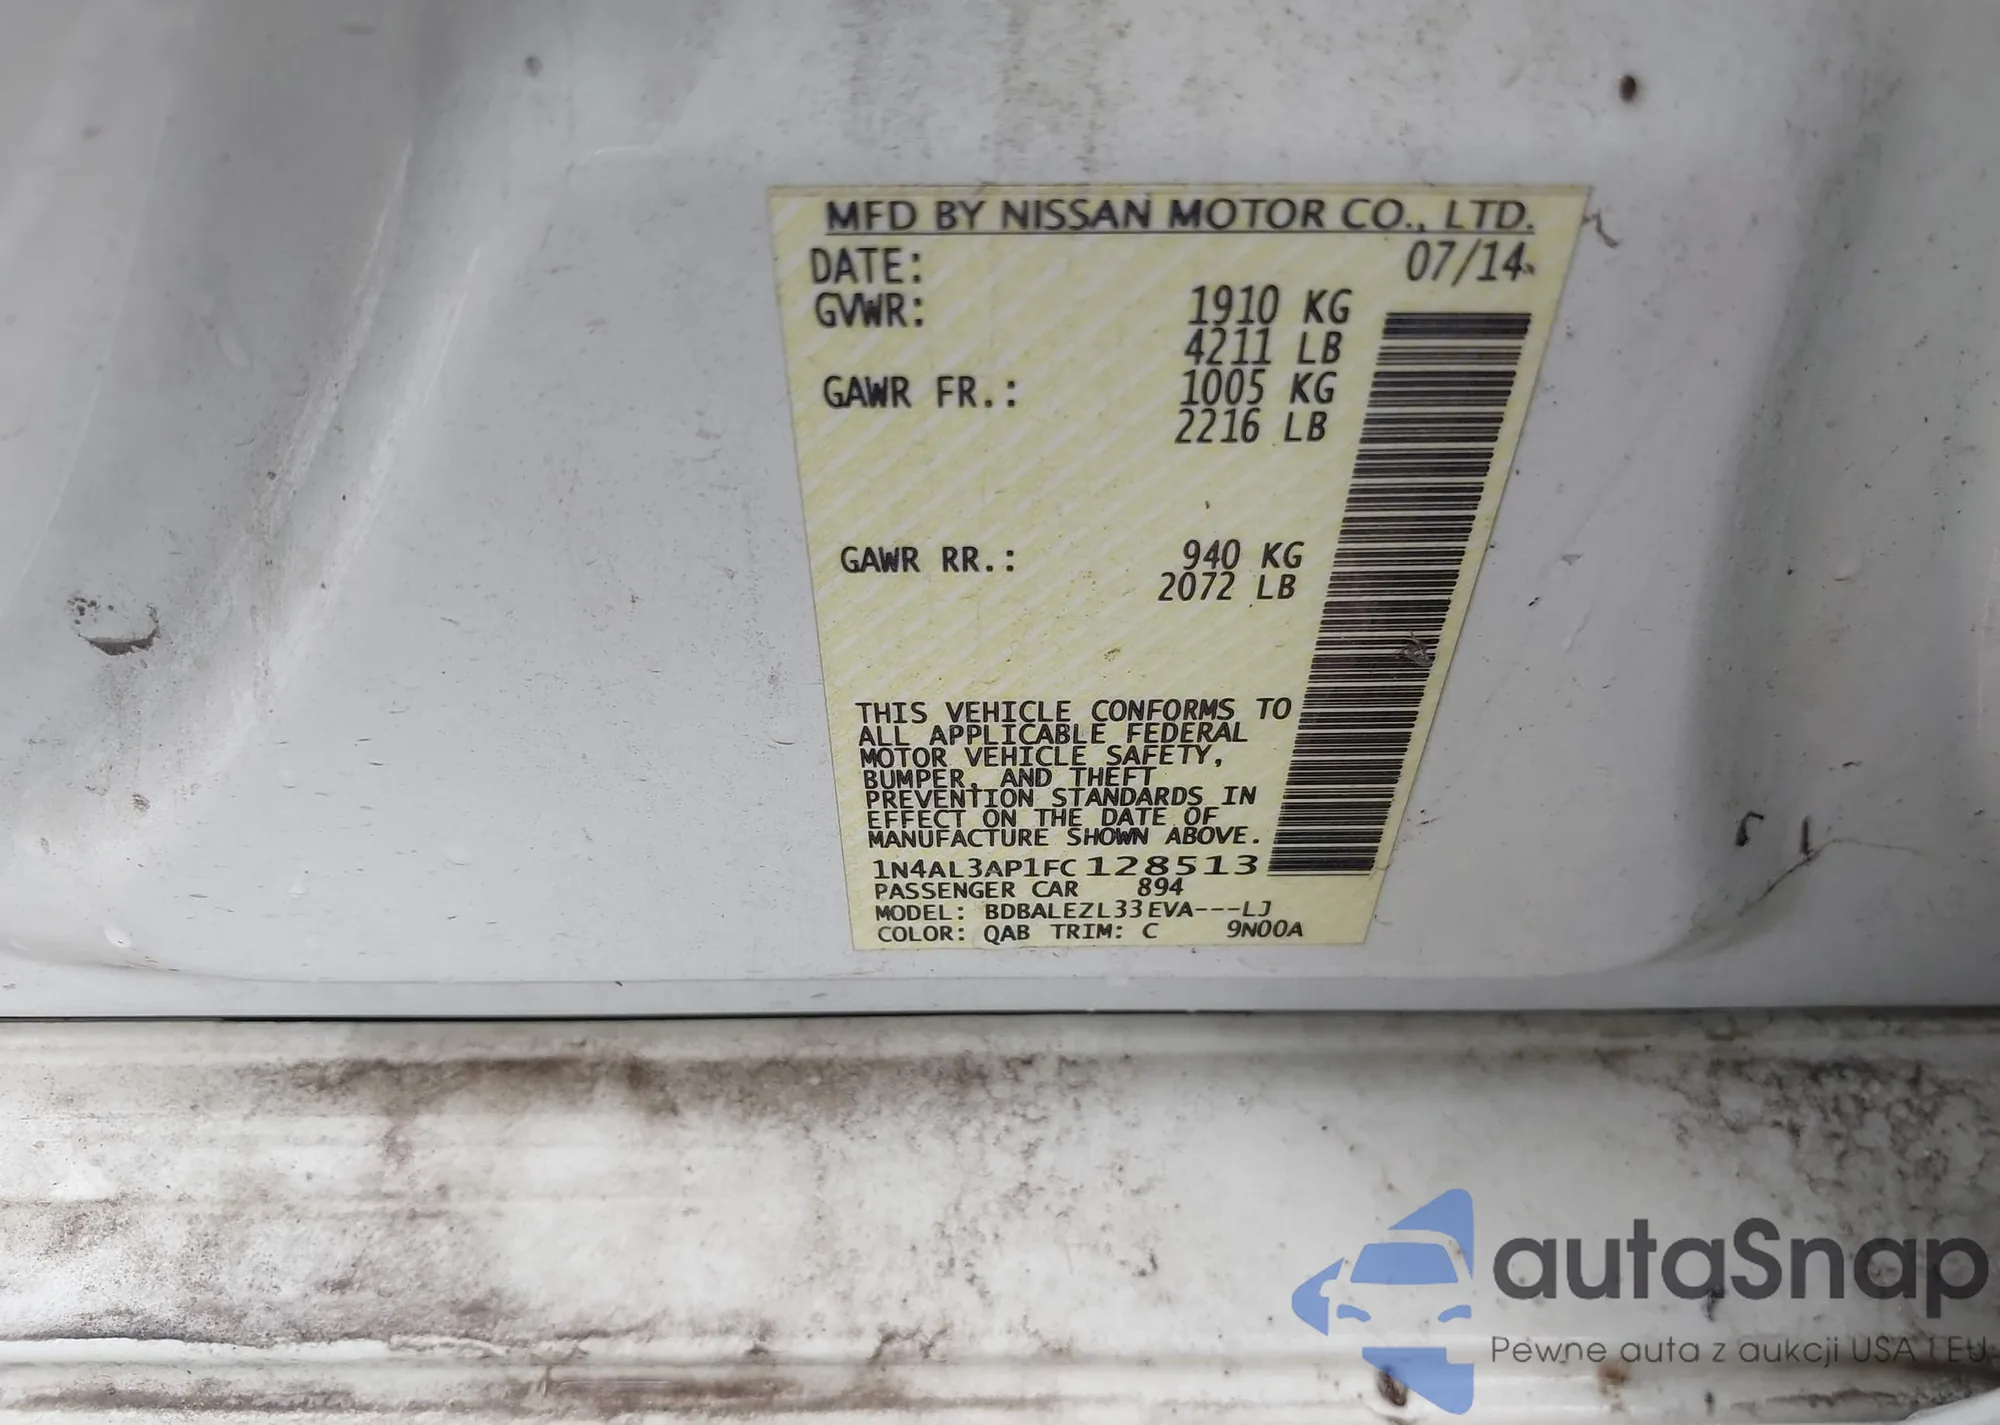 MFD BY NISSAN MOTOR CO., LTD.
DATE: 07/14
GVWR: 1910 KG
4211 LB
GAWR FR.: 1005 KG
2216 LB
GAWR RR.: 940 KG
2072 LB
THIS VEHICLE CONFORMS TO
ALL APPLICABLE FEDERAL
MOTOR VEHICLE SAFETY,
BUMPER, AND THEFT
PREVENTION STANDARDS IN
EFFECT ON THE DATE OF
MANUFACTURE SHOWN ABOVE.
1N4AL3AP1FC128513
PASSENGER CAR 894
MODEL: BDBALEZL33EVA---LJ
COLOR: QAB TRIM: C 9N00A
autaSnap
Pewne auta z aukcji USA i EU